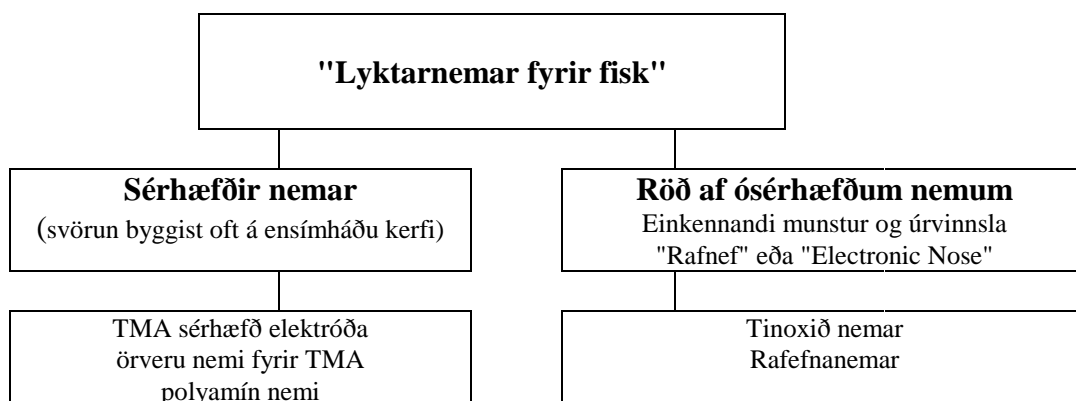 "Lyktarnemar fyrir fisk"
Sérhæfðir nemar
(svörun byggist oft á ensímháðu kerfi)
Röð af ósérhæfðum nemum
Einkennandi munstur og úrvinnsla
"Rafnef" eða "Electronic Nose"
TMA sérhæfð elektróða
örveru nemi fyrir TMA
polyamín nemi
Tinoxið nemar
Rafefnanemar